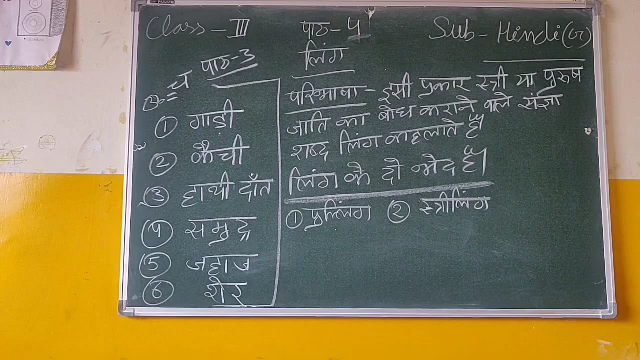 Class - III
पाठ - 4
Sub - Hindi (G)
लिंग
पाठ-3
च
① गाड़ी
② कैंची
③ हाथी दाँत
④ समुद्र
⑤ जहाज
⑥ शेर
परिभाषा - इसी प्रकार स्त्री या पुरुष
जाति का बोध कराने वाले संज्ञा
शब्द लिंग कहलाते हैं
लिंग के दो भेद हैं।
① पुल्लिंग ② स्त्रीलिंग